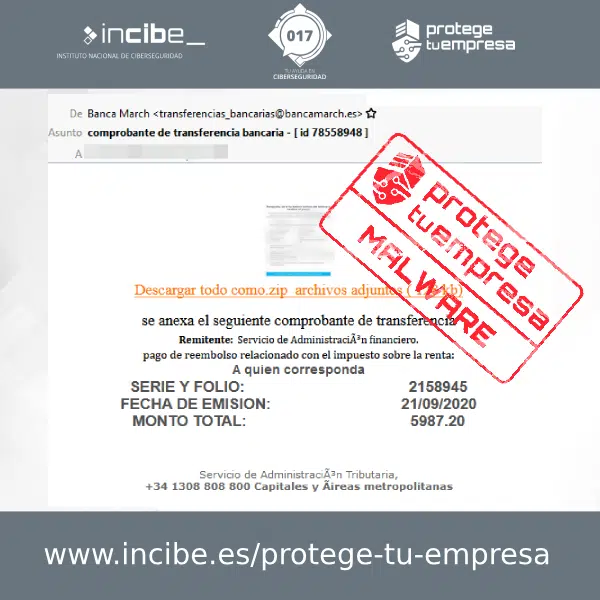 incibe_
INSTITUTO NACIONAL DE CIBERSEGURIDAD
017
TU AYUDA EN
CIBERSEGURIDAD
protege
tuempresa
De Banca March <transferencias_bancarias@bancamarch.es>
Asunto comprobante de transferencia bancaria - [ id 78558948 ]
A
protege
tuempresa
MALWARE
Descargar todo como.zip archivos adjuntos ( kb)
se anexa el seguiente comprobante de transferencia
Remitente: Servicio de AdministraciÃ³n financiero.
pago de reembolso relacionado con el impuesto sobre la renta:
A quien corresponda
SERIE Y FOLIO: 2158945
FECHA DE EMISION: 21/09/2020
MONTO TOTAL: 5987.20
Servicio de AdministraciÃ³n Tributaria,
+34 1308 808 800 Capitales y Ãireas metropolitanas
www.incibe.es/protege-tu-empresa